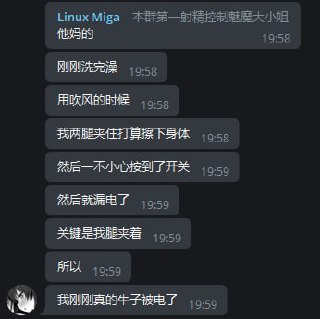 Linux Miga 本群第一射精控制魅魔大小姐
他妈的 19:58
刚刚洗完澡 19:58
用吹风的时候 19:58
我两腿夹住打算擦下身体 19:58
然后一不小心按到了开关 19:59
然后就漏电了 19:59
关键是我腿夹着 19:59
所以 19:59
我刚刚真的牛子被电了 19:59